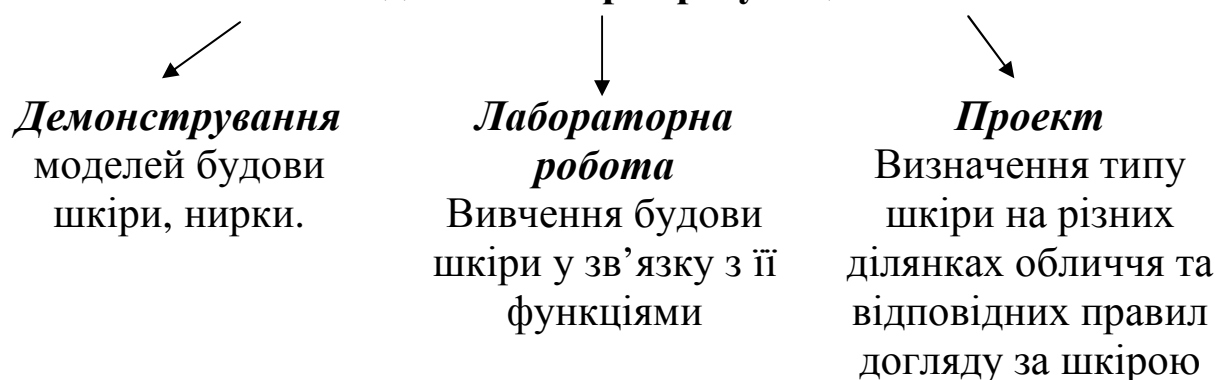 Демонстрування
моделей будови
шкіри, нирки.
Лабораторна
робота
Вивчення будови
шкіри у зв’язку з її
функціями
Проект
Визначення типу
шкіри на різних
ділянках обличчя та
відповідних правил
догляду за шкірою